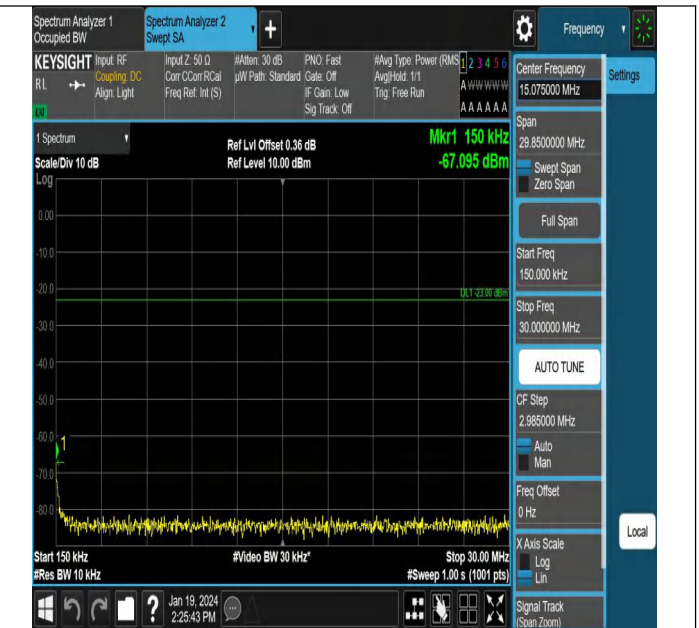 Spectrum Analyzer 1
Occupied BW
Spectrum Analyzer 2
Swept SA
Frequency
KEYSIGHT
RL
Input: RF
Coupling: DC
Align: Light
Input Z: 50 Ω
Corr CCorr RCal
Freq Ref: Int (S)
#Atten: 30 dB
µW Path: Standard
PNO: Fast
Gate: Off
IF Gain: Low
Sig Track: Off
#Avg Type: Power (RMS
Avg|Hold: 1/1
Trig: Free Run
1 2 3 4 5 6
A W W W W W
A A A A A A
1 Spectrum
Scale/Div 10 dB
Log
Ref Lvl Offset 0.36 dB
Ref Level 10.00 dBm
Mkr1 150 kHz
-67.095 dBm
0.00
-10.0
-20.0
DL1 -23.00 dBm
-30.0
-40.0
-50.0
-60.0
1
-70.0
-80.0
Start 150 kHz
#Video BW 30 kHz*
Stop 30.00 MHz
#Res BW 10 kHz
#Sweep 1.00 s (1001 pts)
Jan 19, 2024
2:25:43 PM
Center Frequency
15.075000 MHz
Settings
Span
29.8500000 MHz
Swept Span
Zero Span
Full Span
Start Freq
150.000 kHz
Stop Freq
30.000000 MHz
AUTO TUNE
CF Step
2.985000 MHz
Auto
Man
Freq Offset
0 Hz
X Axis Scale
Log
Lin
Local
Signal Track
(Span Zoom)